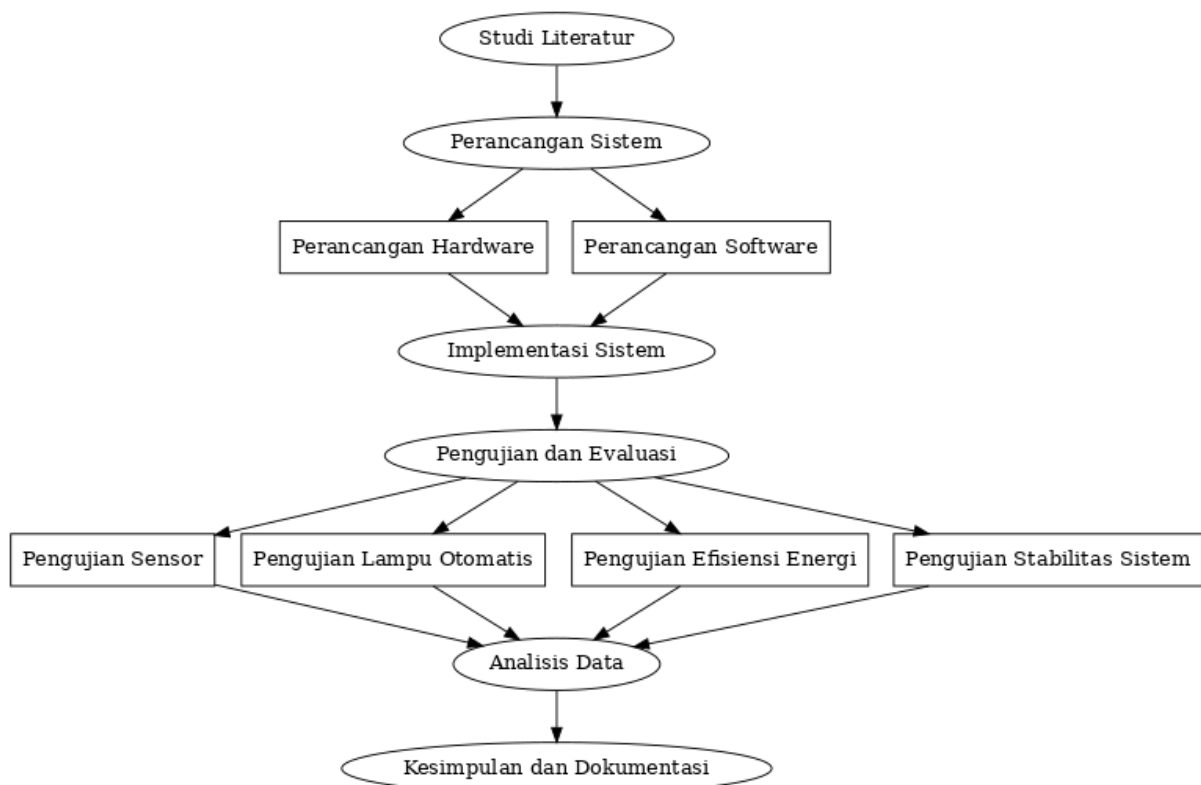 Studi Literatur
Perancangan Sistem
Perancangan Hardware
Perancangan Software
Implementasi Sistem
Pengujian dan Evaluasi
Pengujian Sensor
Pengujian Lampu Otomatis
Pengujian Efisiensi Energi
Pengujian Stabilitas Sistem
Analisis Data
Kesimpulan dan Dokumentasi